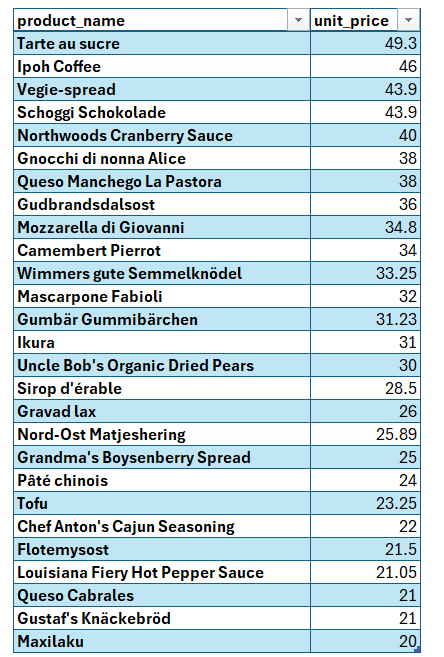 product_name unit_price
Tarte au sucre 49.3
Ipoh Coffee 46
Vegie-spread 43.9
Schoggi Schokolade 43.9
Northwoods Cranberry Sauce 40
Gnocchi di nonna Alice 38
Queso Manchego La Pastora 38
Gudbrandsdalsost 36
Mozzarella di Giovanni 34.8
Camembert Pierrot 34
Wimmers gute Semmelknödel 33.25
Mascarpone Fabioli 32
Gumbär Gummibärchen 31.23
Ikura 31
Uncle Bob's Organic Dried Pears 30
Sirop d'érable 28.5
Gravad lax 26
Nord-Ost Matjeshering 25.89
Grandma's Boysenberry Spread 25
Pâté chinois 24
Tofu 23.25
Chef Anton's Cajun Seasoning 22
Flotemysost 21.5
Louisiana Fiery Hot Pepper Sauce 21.05
Queso Cabrales 21
Gustaf's Knäckebröd 21
Maxilaku 20